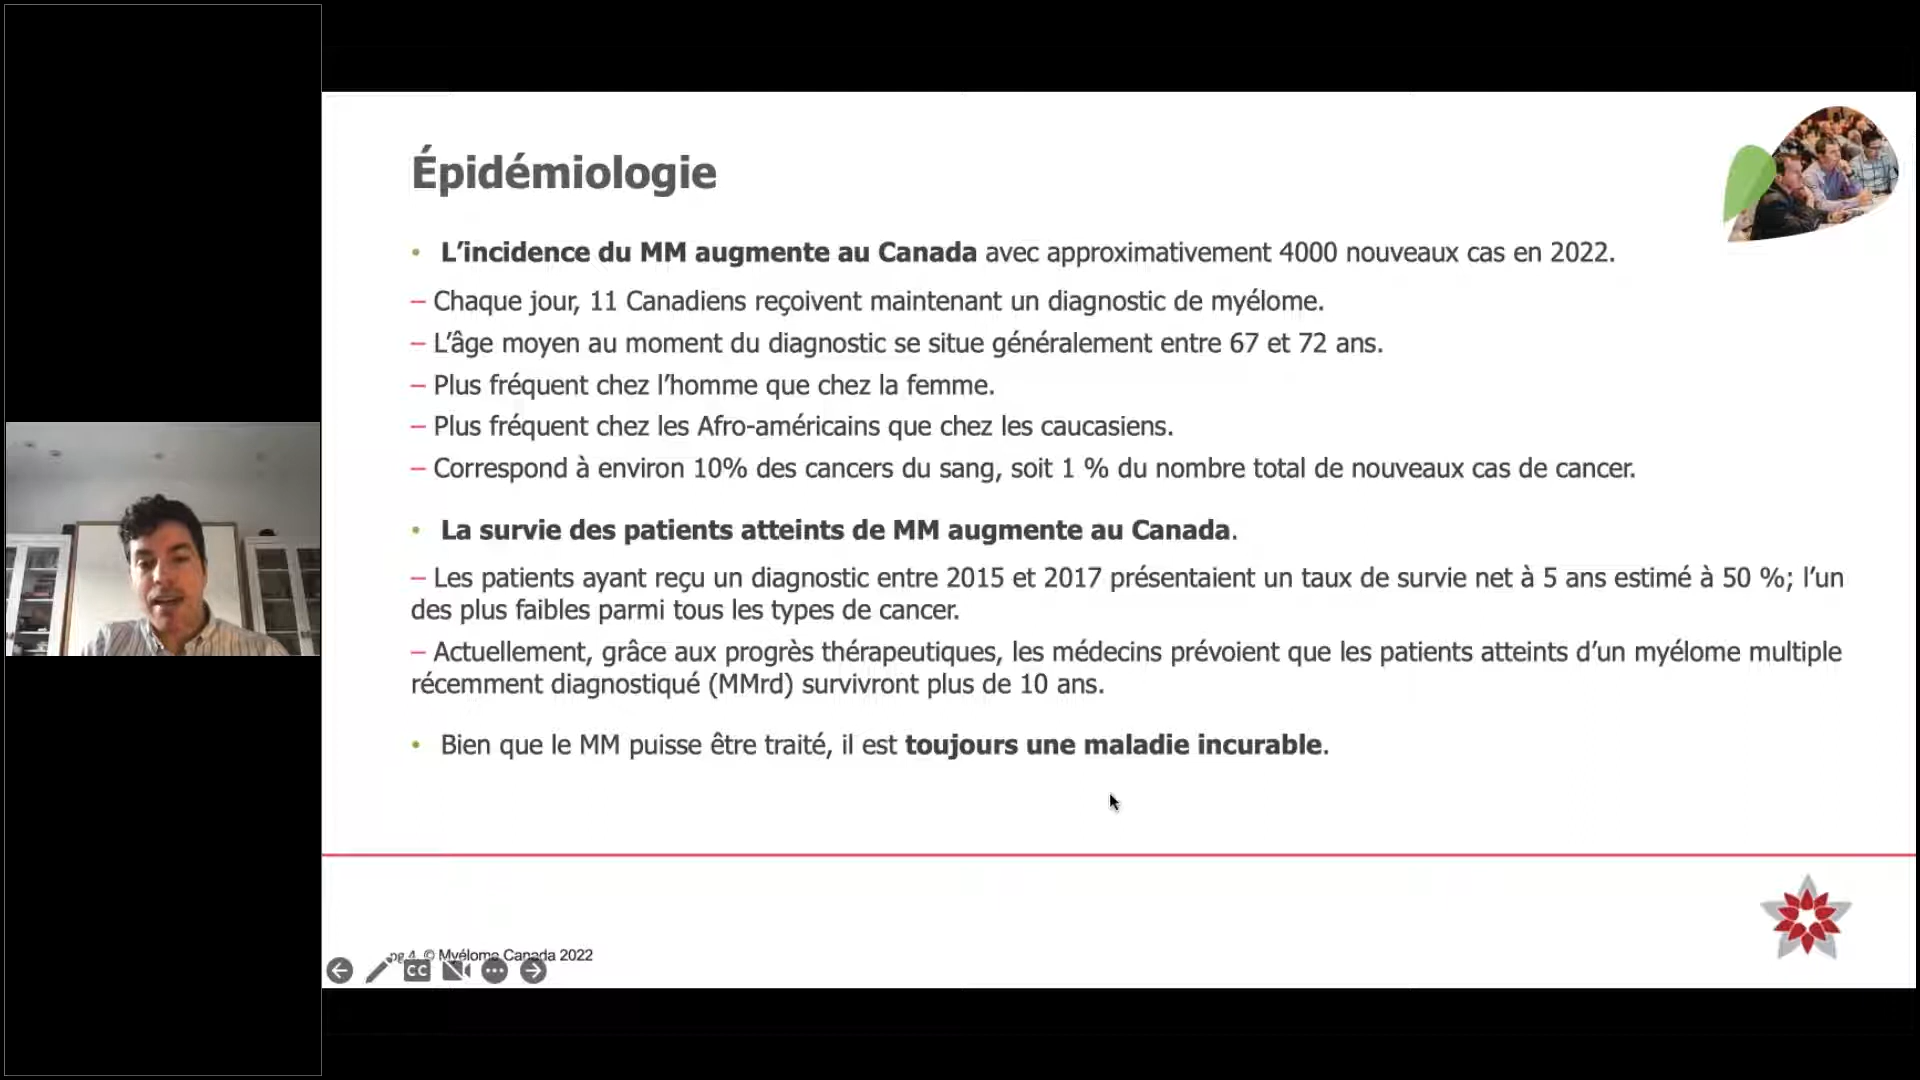 Épidémiologie
• L’incidence du MM augmente au Canada avec approximativement 4000 nouveaux cas en 2022.
– Chaque jour, 11 Canadiens reçoivent maintenant un diagnostic de myélome.
– L’âge moyen au moment du diagnostic se situe généralement entre 67 et 72 ans.
– Plus fréquent chez l’homme que chez la femme.
– Plus fréquent chez les Afro-américains que chez les caucasiens.
– Correspond à environ 10% des cancers du sang, soit 1 % du nombre total de nouveaux cas de cancer.
• La survie des patients atteints de MM augmente au Canada.
– Les patients ayant reçu un diagnostic entre 2015 et 2017 présentaient un taux de survie net à 5 ans estimé à 50 %; l’un
des plus faibles parmi tous les types de cancer.
– Actuellement, grâce aux progrès thérapeutiques, les médecins prévoient que les patients atteints d’un myélome multiple
récemment diagnostiqué (MMrd) survivront plus de 10 ans.
• Bien que le MM puisse être traité, il est toujours une maladie incurable.
pg 4 © Myélome Canada 2022
CC